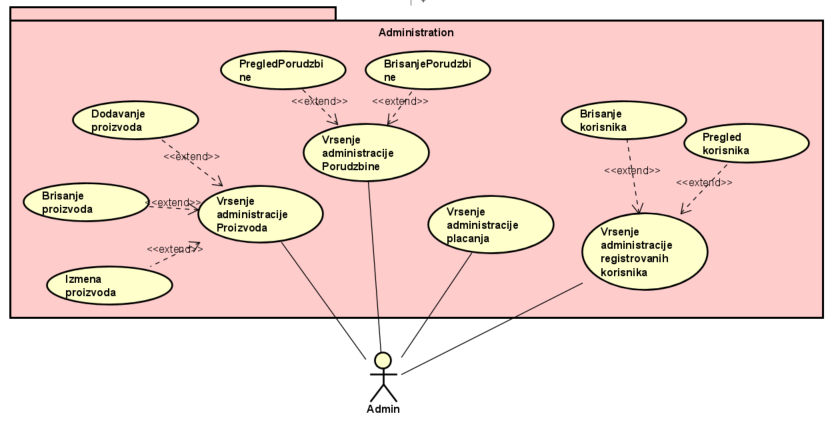 Administration
PregledPorudzbi
ne
BrisanjePorudzbi
ne
<<extend>>
<<extend>>
Dodavanje
proizvoda
<<extend>>
Vrsenje
administracije
Porudzbine
Brisanje
korisnika
Pregled
korisnika
<<extend>>
<<extend>>
Brisanje
proizvoda
<<extend>>
Vrsenje
administracije
Proizvoda
Vrsenje
administracije
placanja
Vrsenje
administracije
registrovanih
korisnika
<<extend>>
Izmena
proizvoda
Admin